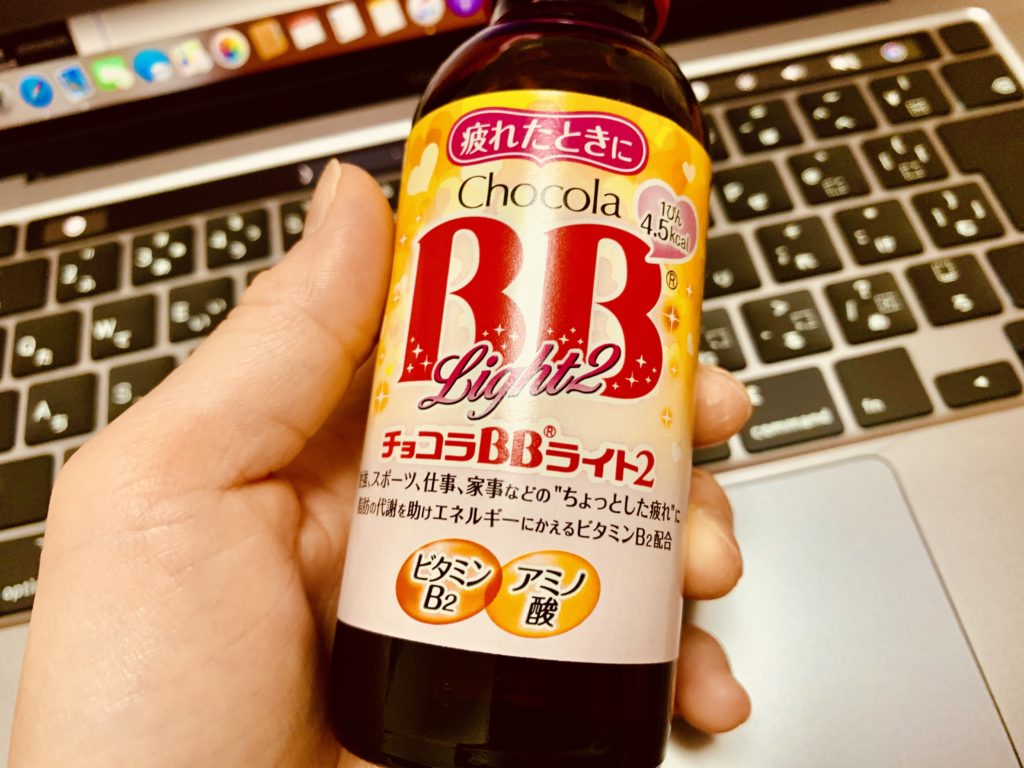 疲れたときに
Chocola
1びん
4.5kcal
BB®
Light2
チョコラBB®ライト2
強、スポーツ、仕事、家事などの"ちょっとした疲れ"に
脂肪の代謝を助けエネルギーにかえるビタミンB2配合
ビタミン
B2
アミノ
酸
option
command
fn